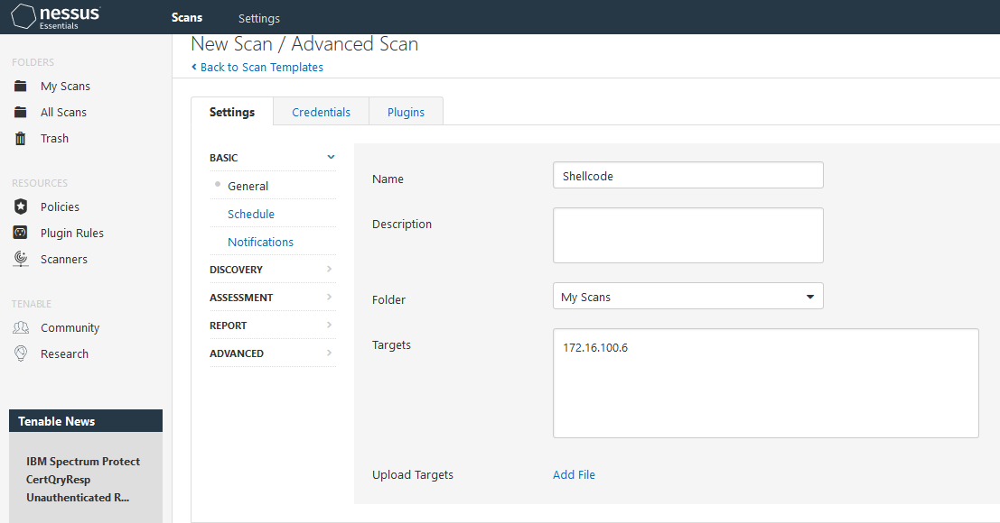 nessus
Essentials
Scans
Settings
New Scan / Advanced Scan
Back to Scan Templates
FOLDERS
My Scans
All Scans
Trash
RESOURCES
Policies
Plugin Rules
Scanners
TENABLE
Community
Research
Tenable News
IBM Spectrum Protect
CertQryResp
Unauthenticated R...
Settings
Credentials
Plugins
BASIC
General
Schedule
Notifications
DISCOVERY
ASSESSMENT
REPORT
ADVANCED
Name
Shellcode
Description
Folder
My Scans
Targets
172.16.100.6
Upload Targets
Add File